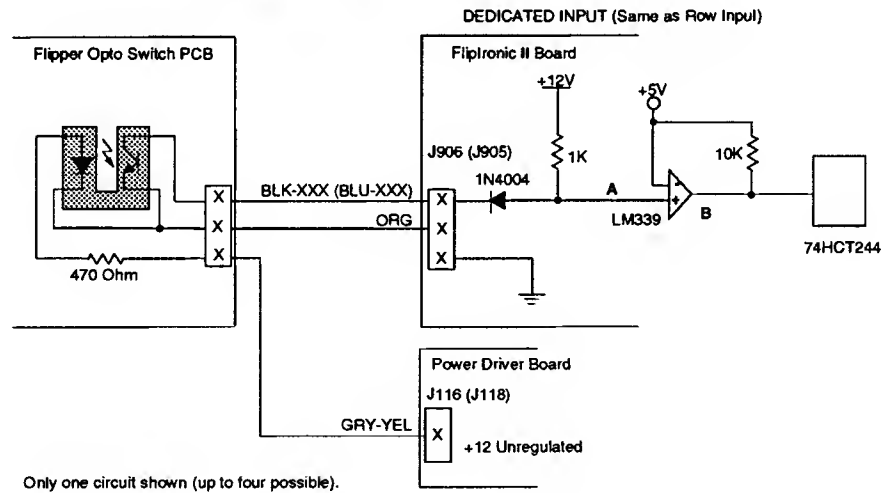 DEDICATED INPUT (Same as Row Input)
Flipper Opto Switch PCB
Fliptronic II Board
+12V
+5V
J906 (J905)
1K
10K
1N4004
BLK-XXX (BLU-XXX)
X
X
A
-
+
B
ORG
X
X
LM339
X
X
74HCT244
470 Ohm
Power Driver Board
J116 (J118)
GRY-YEL
X
+12 Unregulated
Only one circuit shown (up to four possible).